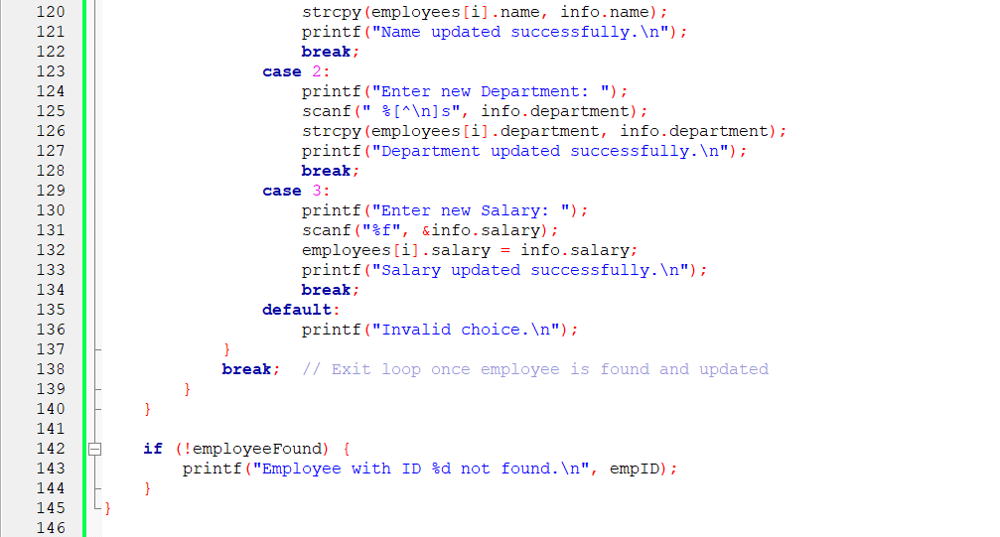 120 strcpy(employees[i].name, info.name);
121 printf("Name updated successfully.\n");
122 break;
123 case 2:
124 printf("Enter new Department: ");
125 scanf(" %[^\n]s", info.department);
126 strcpy(employees[i].department, info.department);
127 printf("Department updated successfully.\n");
128 break;
129 case 3:
130 printf("Enter new Salary: ");
131 scanf("%f", &info.salary);
132 employees[i].salary = info.salary;
133 printf("Salary updated successfully.\n");
134 break;
135 default:
136 printf("Invalid choice.\n");
137 }
138 break; // Exit loop once employee is found and updated
139 }
140 }
141
142 if (!employeeFound) {
143 printf("Employee with ID %d not found.\n", empID);
144 }
145 }
146